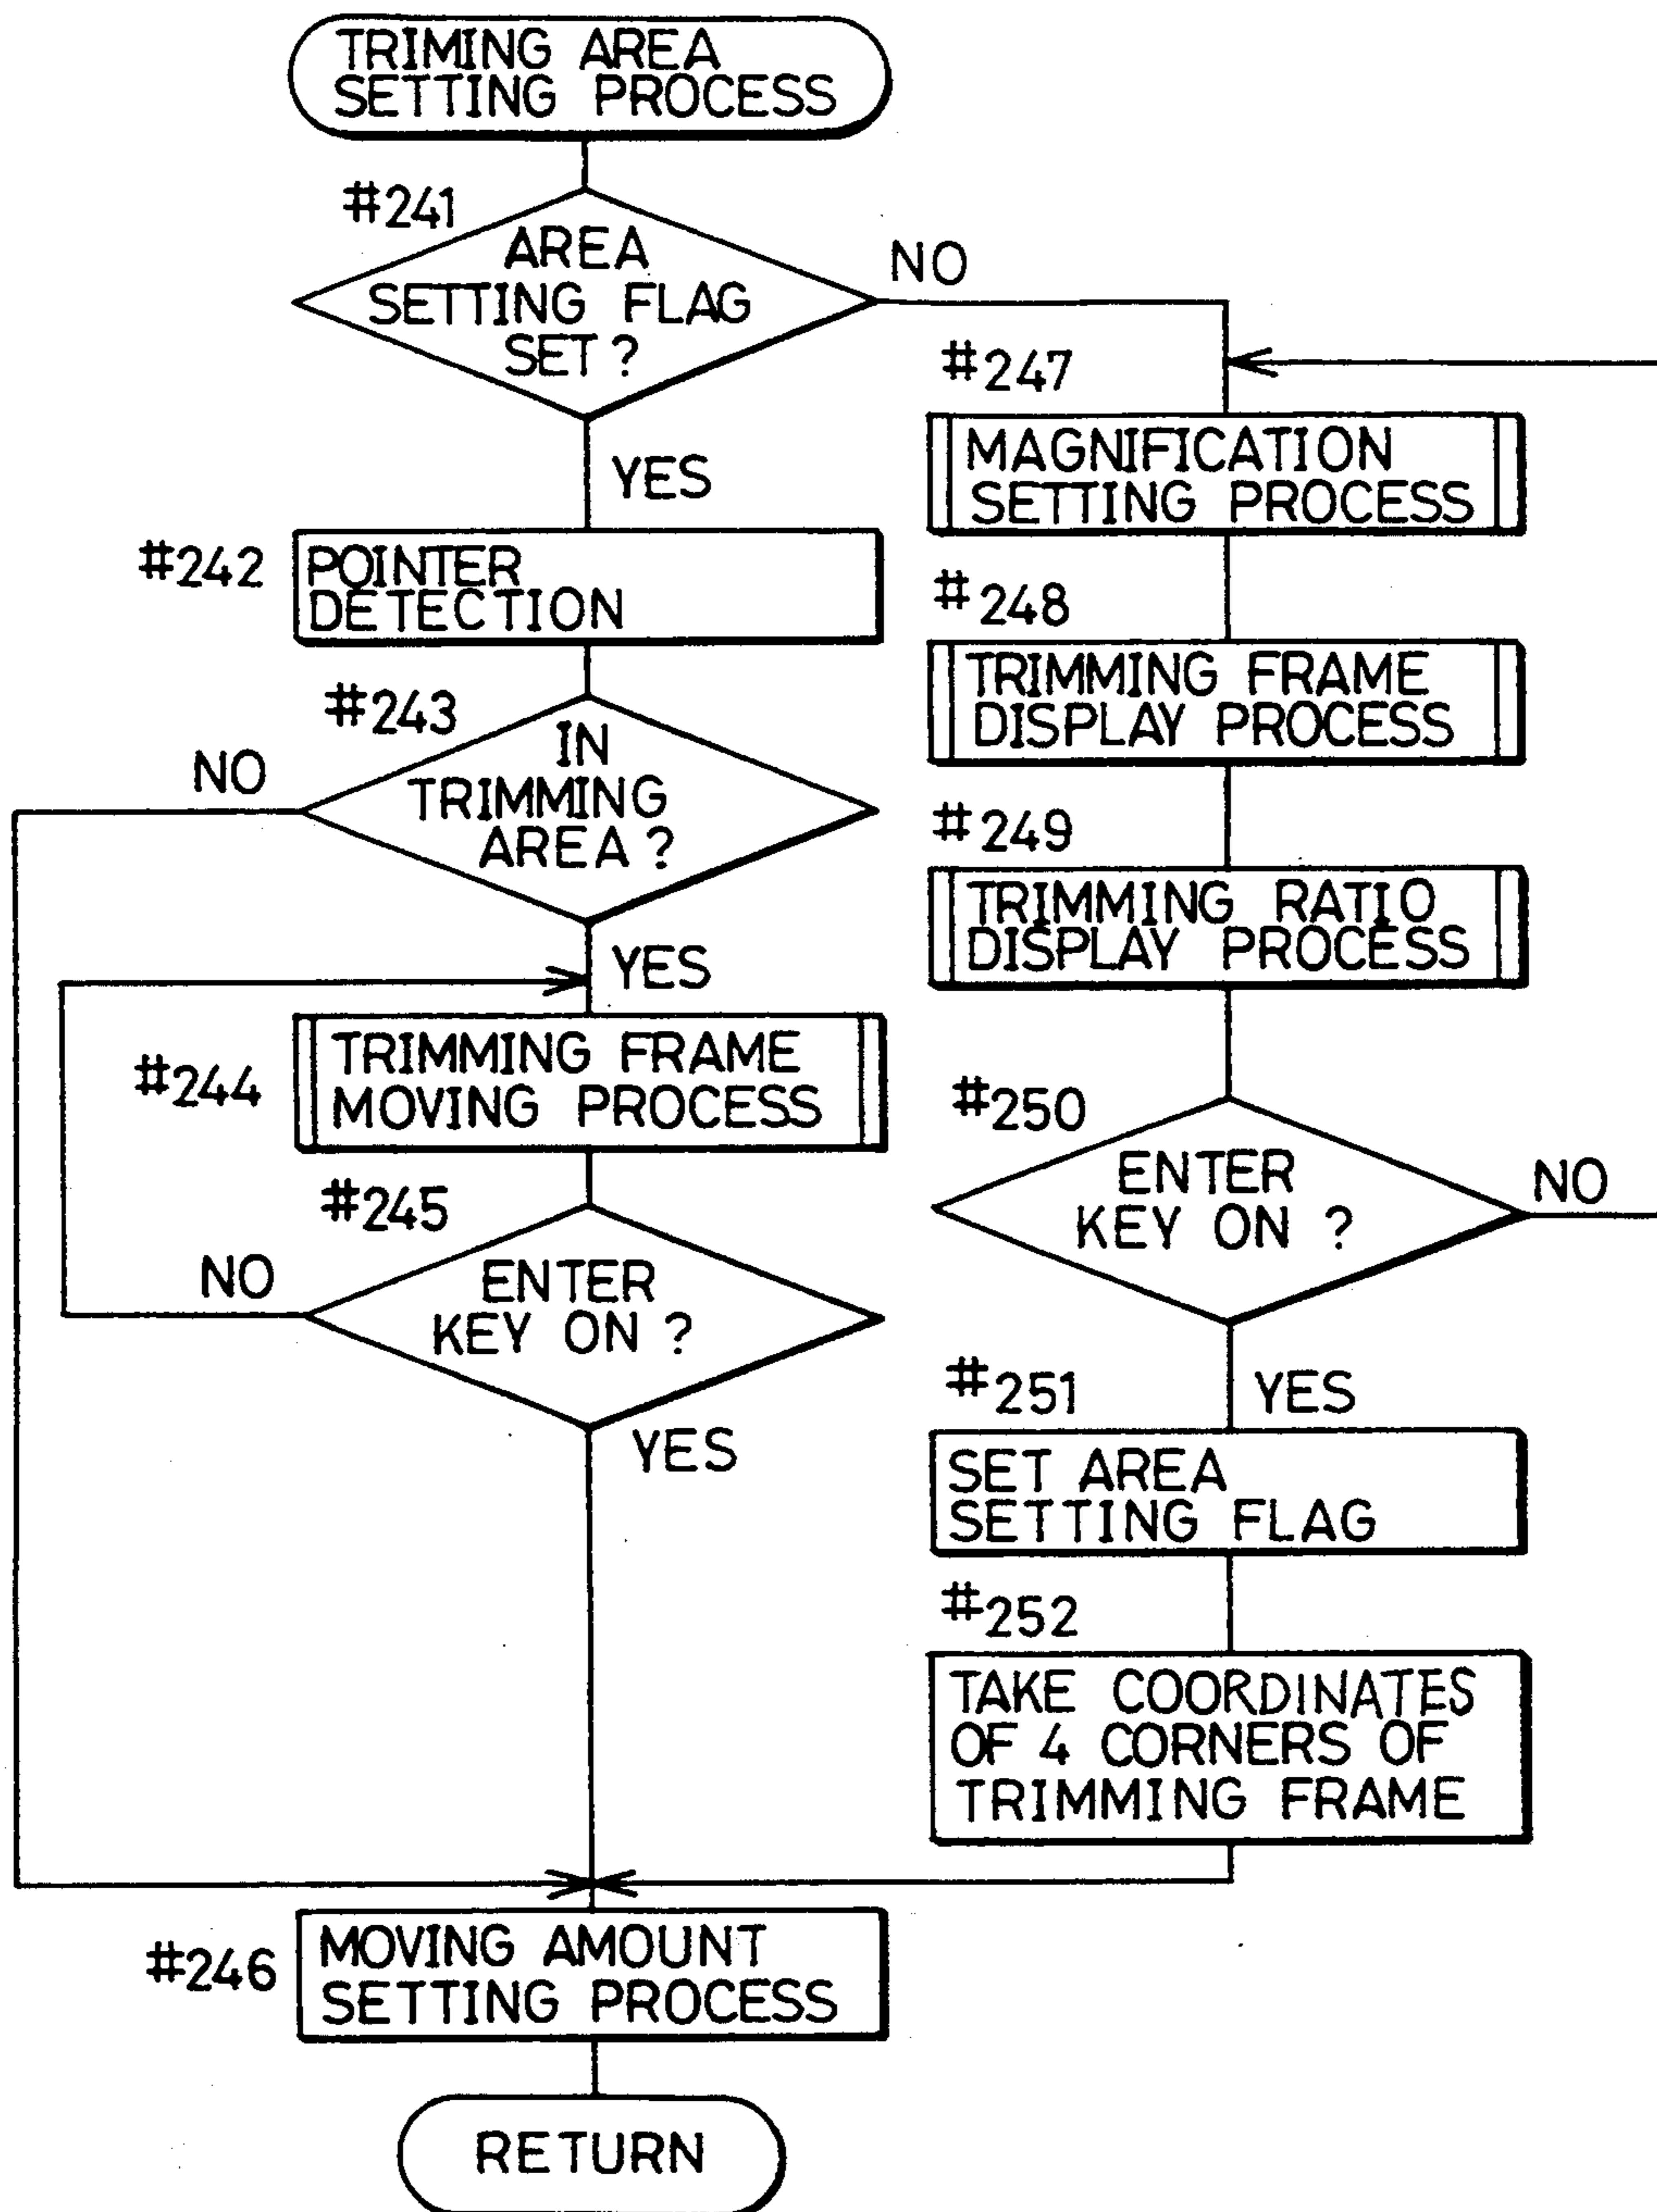 TRIMING AREA
SETTING PROCESS
#241
AREA
SETTING FLAG
SET?
NO
YES
#242
POINTER
DETECTION
#243
IN
TRIMMING
AREA?
NO
YES
#244
TRIMMING FRAME
MOVING PROCESS
#245
ENTER
KEY ON ?
NO
YES
#247
MAGNIFICATION
SETTING PROCESS
#248
TRIMMING FRAME
DISPLAY PROCESS
#249
TRIMMING RATIO
DISPLAY PROCESS
#250
ENTER
KEY ON ?
NO
YES
#251
SET AREA
SETTING FLAG
#252
TAKE COORDINATES
OF 4 CORNERS OF
TRIMMING FRAME
#246
MOVING AMOUNT
SETTING PROCESS
RETURN